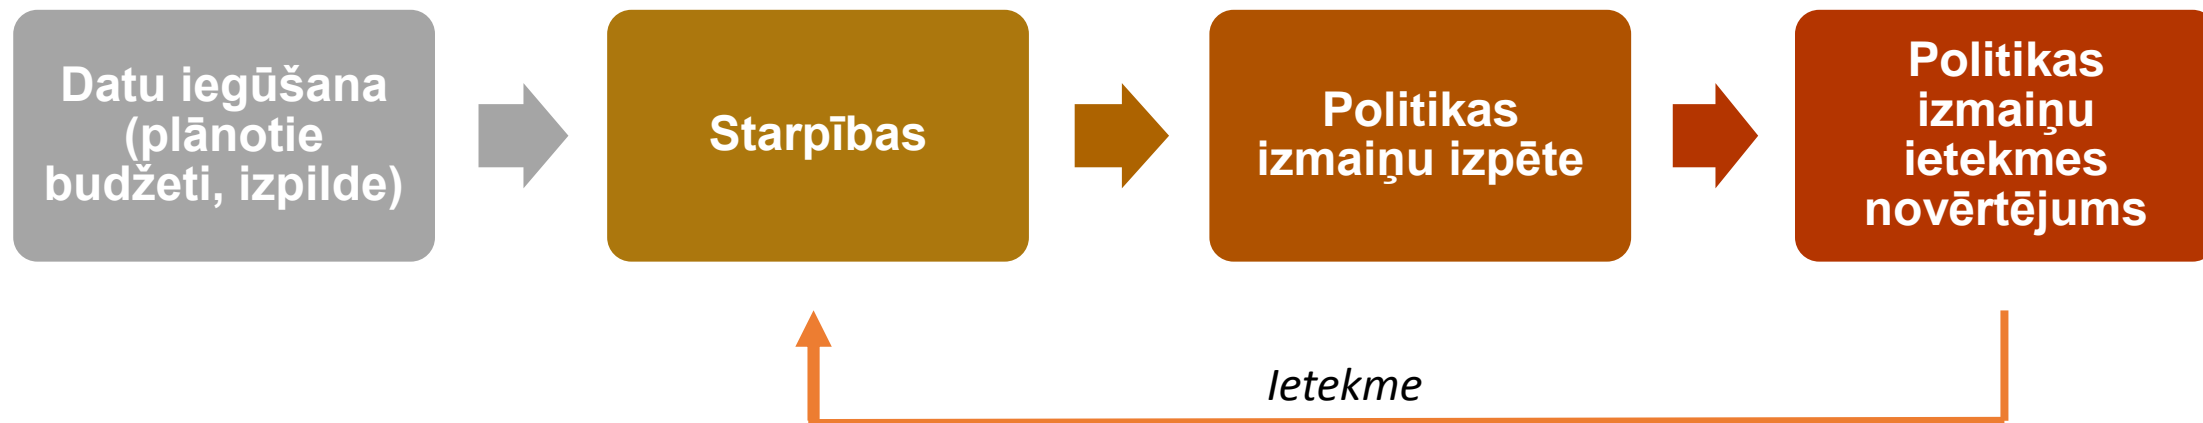 Datu iegūšana
(plānotie
budžeti, izpilde)
Starpības
Politikas
izmaiņu izpēte
Politikas
izmaiņu
ietekmes
novērtējums
Ietekme